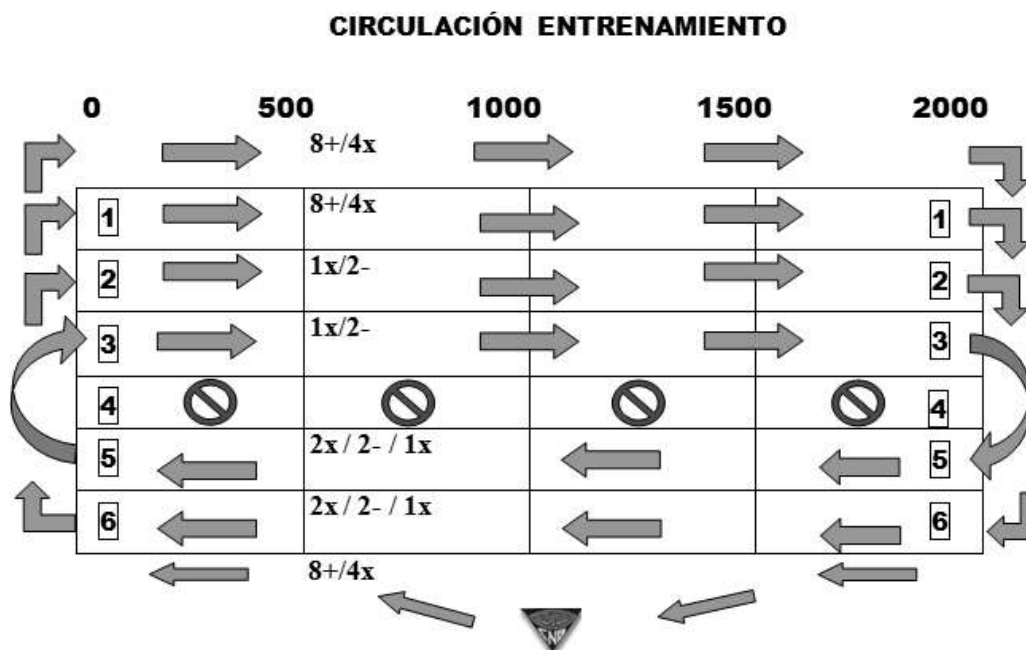 CIRCULACIÓN ENTRENAMIENTO
0 500 1000 1500 2000
8+/4x
1 8+/4x 1
2 1x/2- 2
3 1x/2- 3
4 4
5 2x / 2- / 1x 5
6 2x / 2- / 1x 6
8+/4x